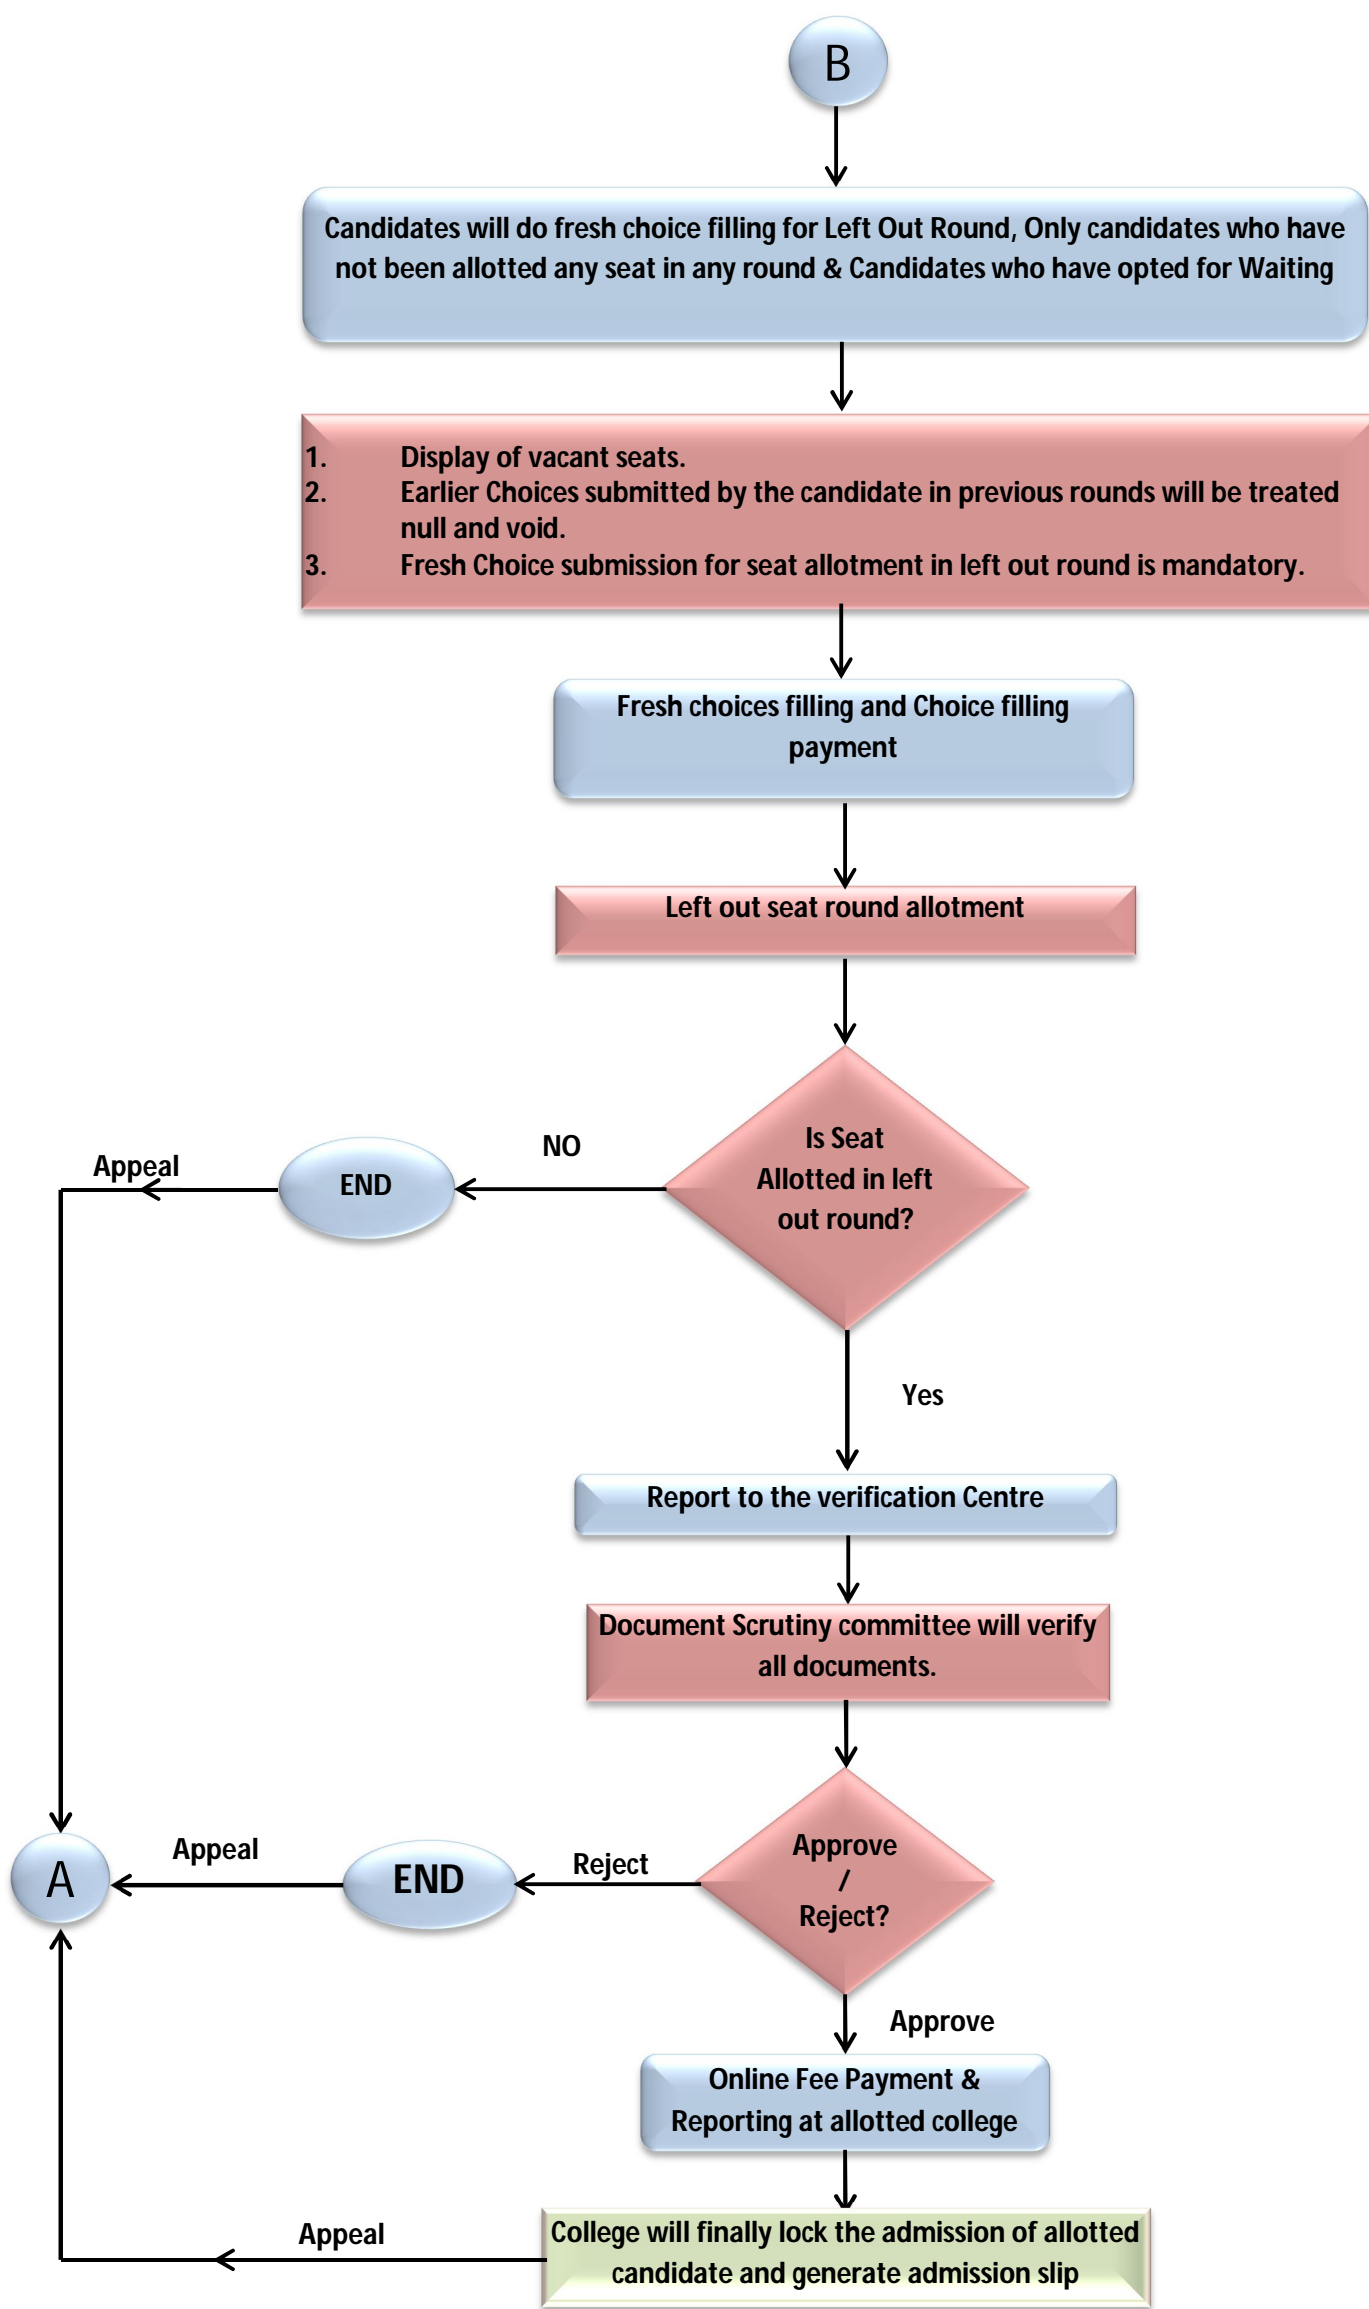 B
Candidates will do fresh choice filling for Left Out Round, Only candidates who have
not been allotted any seat in any round & Candidates who have opted for Waiting
1. Display of vacant seats.
2. Earlier Choices submitted by the candidate in previous rounds will be treated
null and void.
3. Fresh Choice submission for seat allotment in left out round is mandatory.
Fresh choices filling and Choice filling
payment
Left out seat round allotment
Is Seat
Allotted in left
out round?
NO
END
Appeal
Yes
Report to the verification Centre
Document Scrutiny committee will verify
all documents.
Approve
/
Reject?
Reject
END
Appeal
A
Approve
Online Fee Payment &
Reporting at allotted college
College will finally lock the admission of allotted
candidate and generate admission slip
Appeal